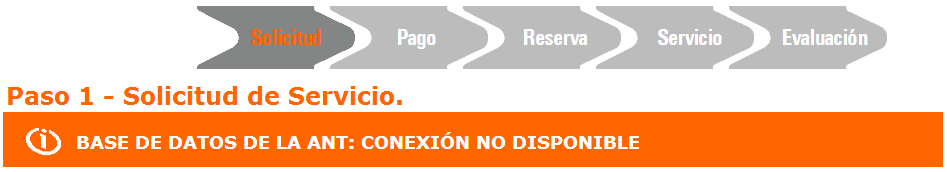 Solicitud Pago Reserva Servicio Evaluación
Paso 1 - Solicitud de Servicio.
BASE DE DATOS DE LA ANT: CONEXIÓN NO DISPONIBLE